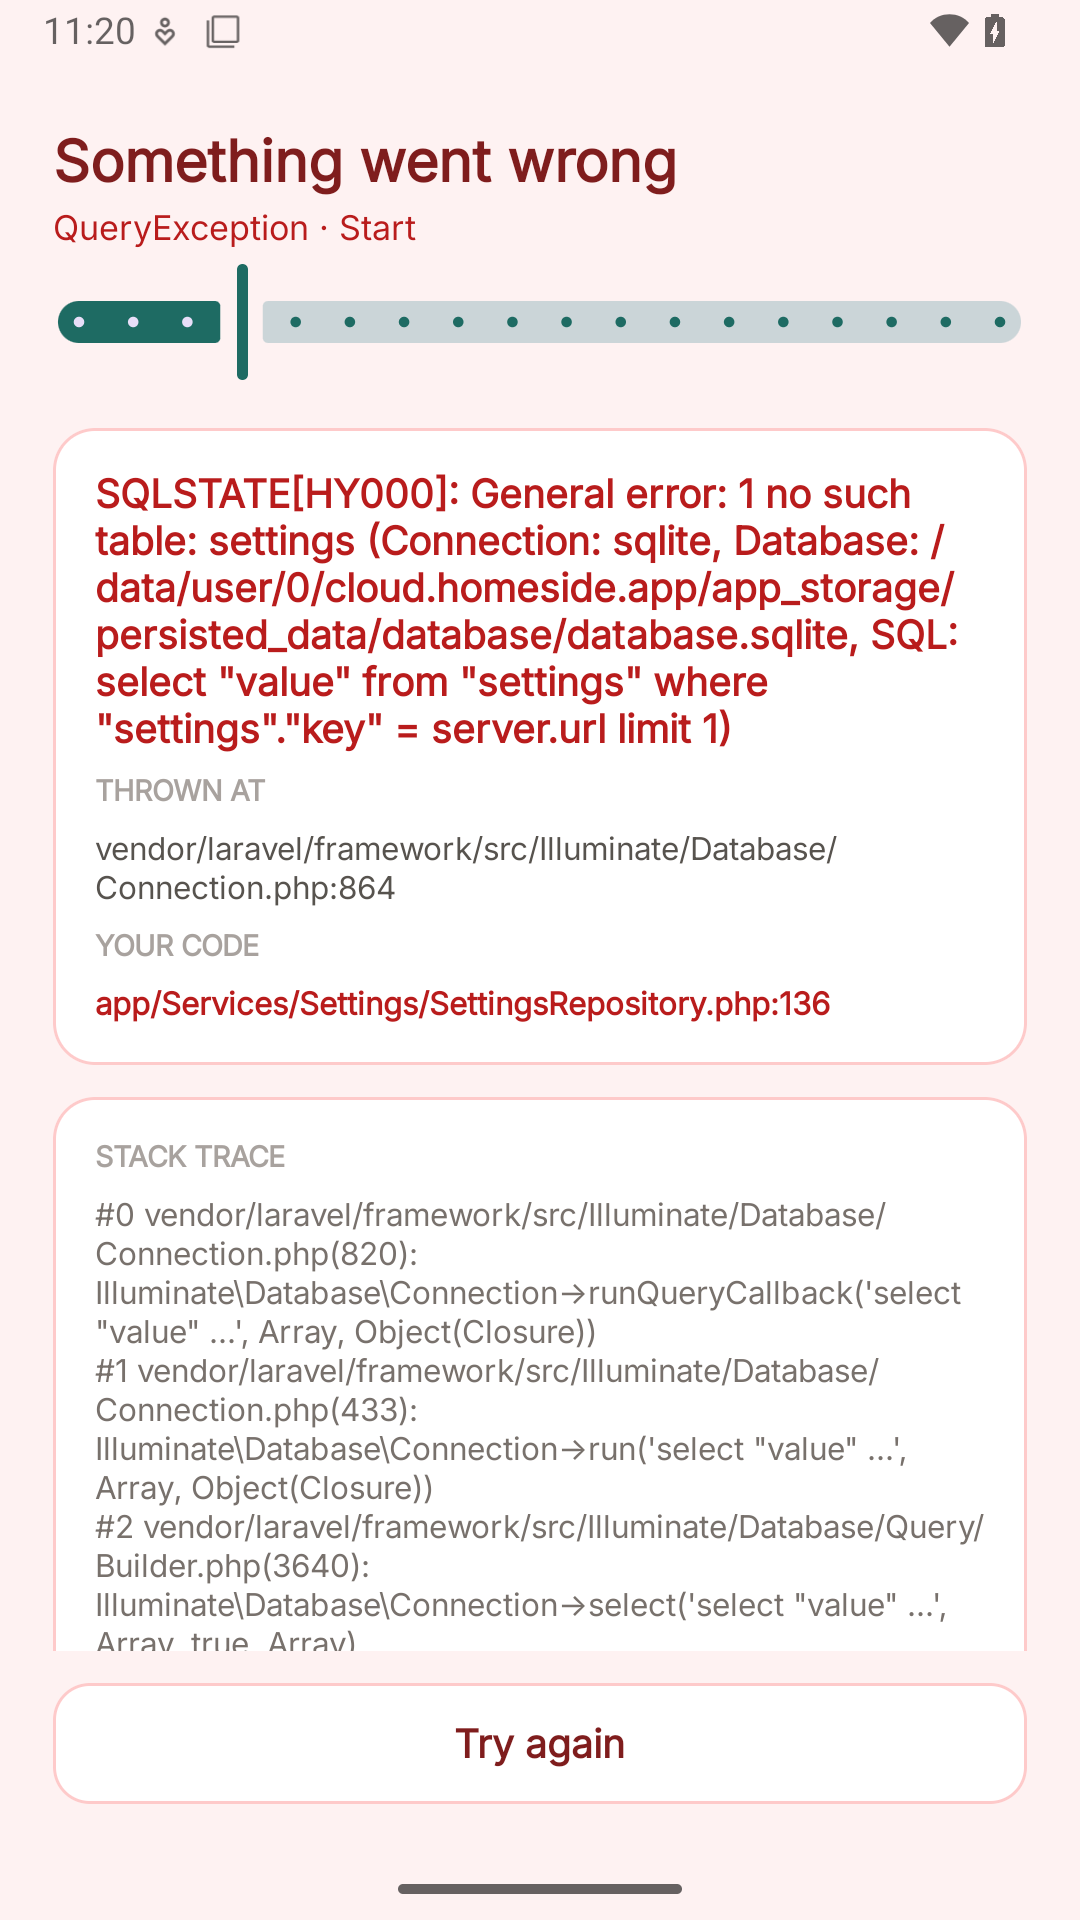 11:20
Something went wrong
QueryException · Start
SQLSTATE[HY000]: General error: 1 no such
table: settings (Connection: sqlite, Database: /
data/user/0/cloud.homeside.app/app_storage/
persisted_data/database/database.sqlite, SQL:
select "value" from "settings" where
"settings"."key" = server.url limit 1)
THROWN AT
vendor/laravel/framework/src/Illuminate/Database/
Connection.php:864
YOUR CODE
app/Services/Settings/SettingsRepository.php:136
STACK TRACE
#0 vendor/laravel/framework/src/Illuminate/Database/
Connection.php(820):
Illuminate\Database\Connection->runQueryCallback('select
"value" ...', Array, Object(Closure))
#1 vendor/laravel/framework/src/Illuminate/Database/
Connection.php(433):
Illuminate\Database\Connection->run('select "value" ...',
Array, Object(Closure))
#2 vendor/laravel/framework/src/Illuminate/Database/Query/
Builder.php(3640):
Illuminate\Database\Connection->select('select "value" ...',
Array, true, Array)
Try again